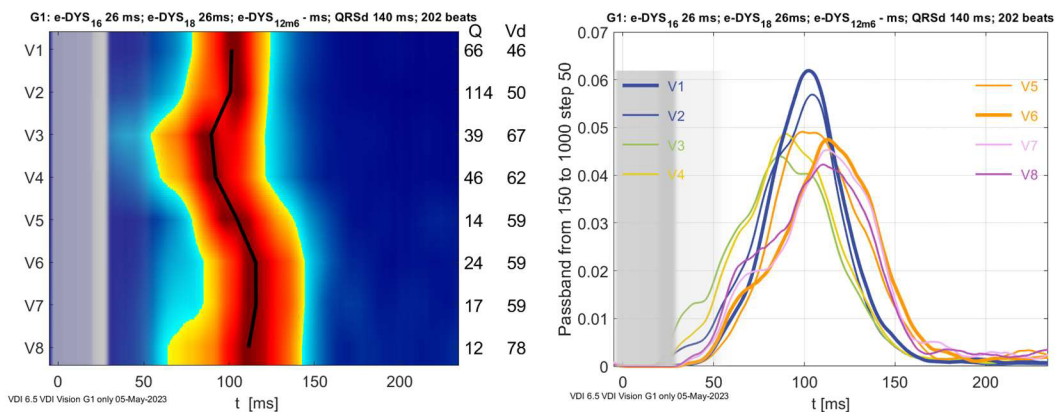 G1: e-DYS16 26 ms; e-DYS18 26ms; e-DYS12m6 - ms; QRSd 140 ms; 202 beats
Q Vd
V1 66 46
V2 114 50
V3 39 67
V4 46 62
V5 14 59
V6 24 59
V7 17 59
V8 12 78
0 50 100 150 200
t [ms]
VDI 6.5 VDI Vision G1 only 05-May-2023
G1: e-DYS16 26 ms; e-DYS18 26ms; e-DYS12m6 - ms; QRSd 140 ms; 202 beats
Passband from 150 to 1000 step 50
0.07
0.06
0.05
0.04
0.03
0.02
0.01
0
V1 V5
V2 V6
V3 V7
V4 V8
0 50 100 150 200
t [ms]
VDI 6.5 VDI Vision G1 only 05-May-2023